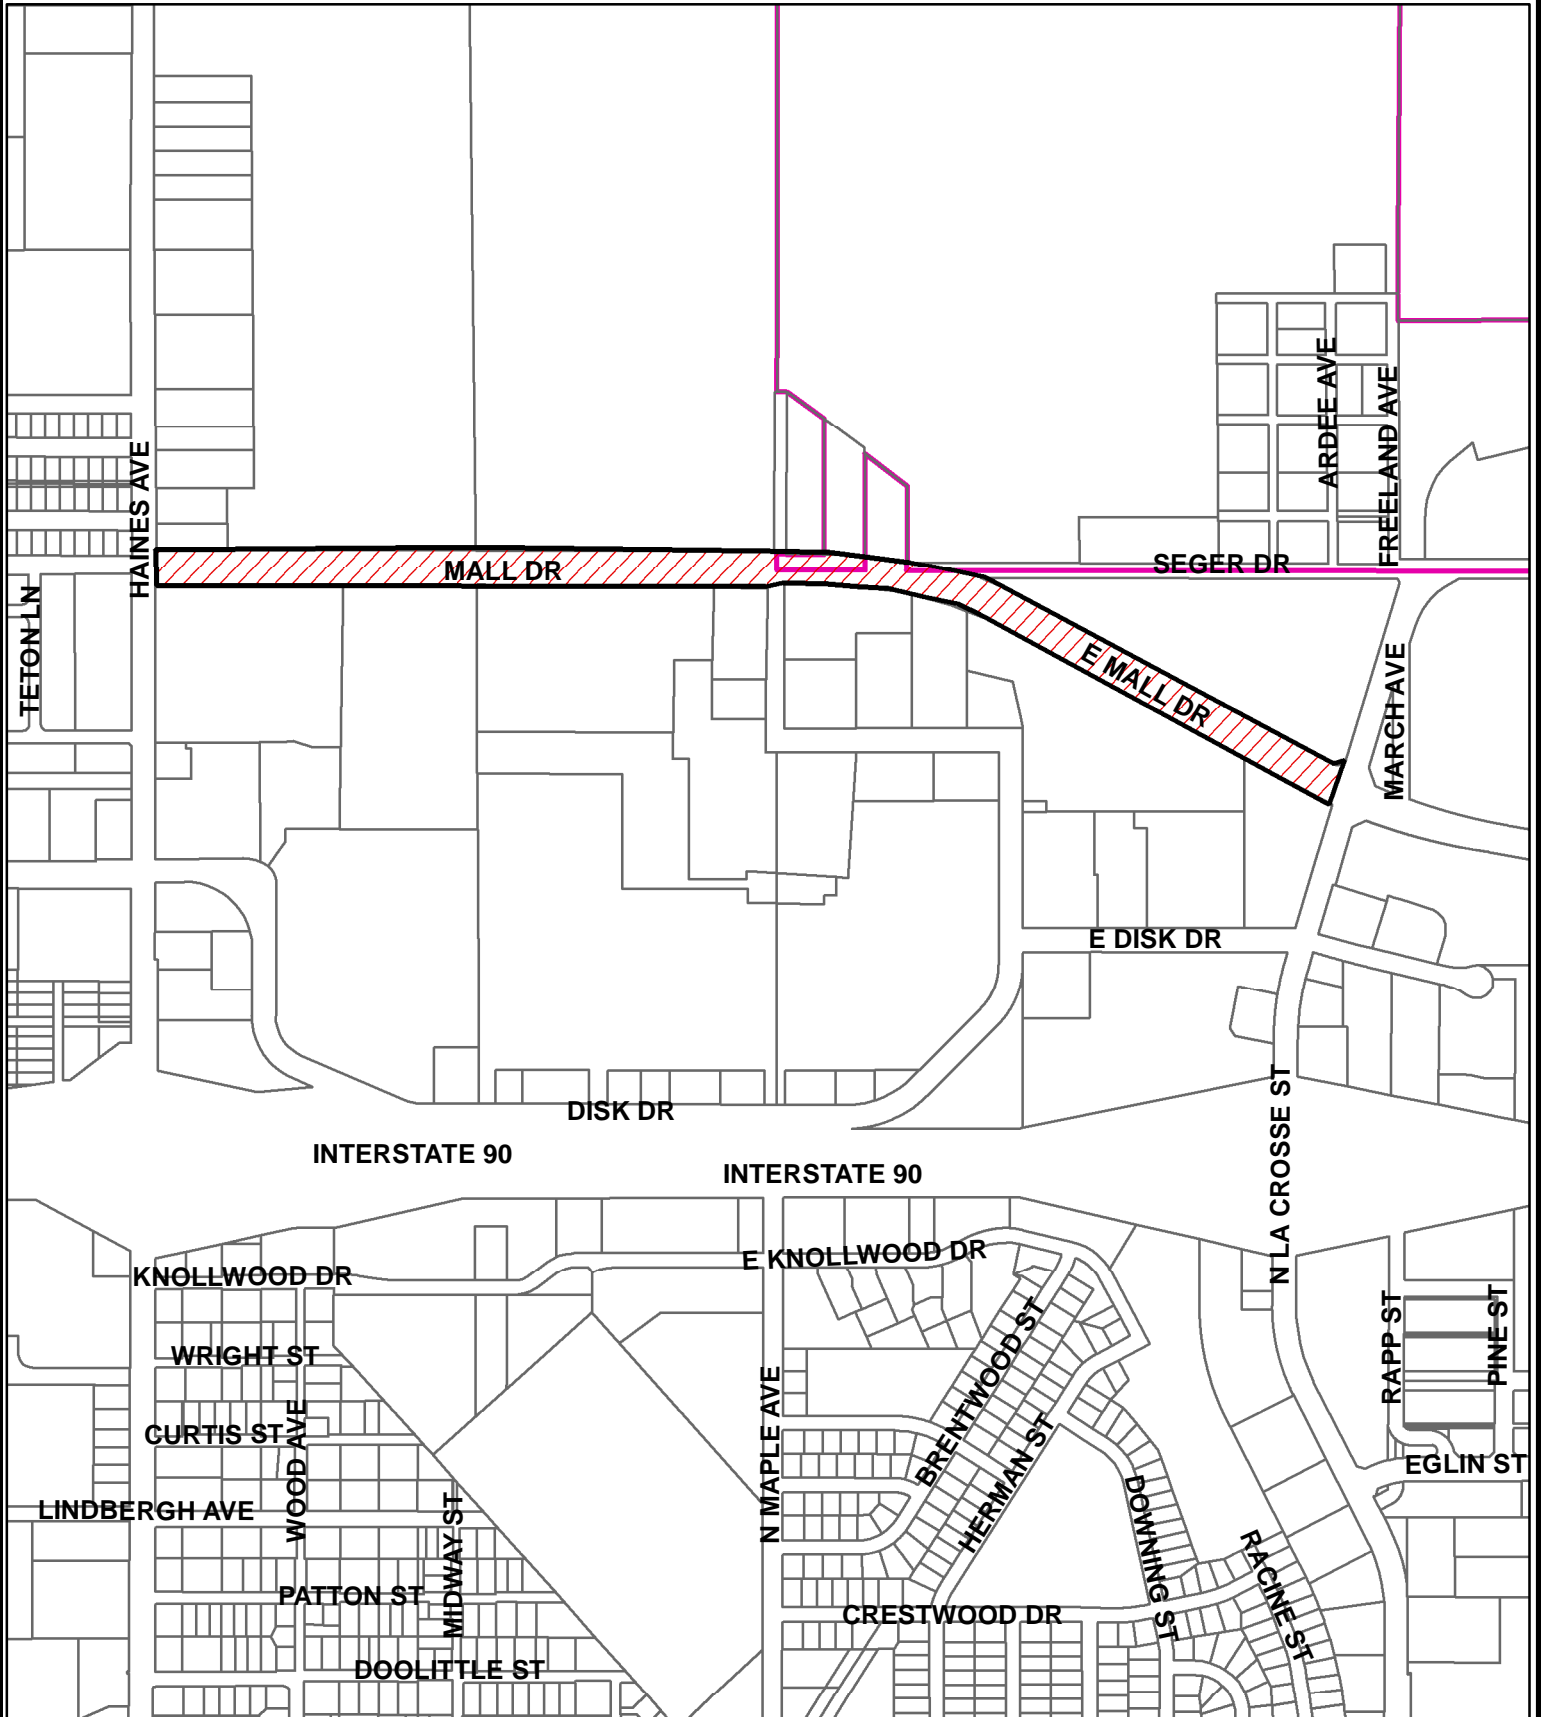 ARDEE AVE
FREELAND AVE
HAINES AVE
SEGER DR
MALL DR
TETON LN
E MALL DR
MARCH AVE
E DISK DR
DISK DR
INTERSTATE 90
INTERSTATE 90
N LA CROSSE ST
E KNOLLWOOD DR
KNOLLWOOD DR
RAPP ST
PINE ST
WRIGHT ST
BRENTWOOD ST
N MAPLE AVE
CURTIS ST
WOOD AVE
HERMAN ST
EGLIN ST
LINDBERGH AVE
MIDWAY ST
DOWNING ST
RACINE ST
PATTON ST
CRESTWOOD DR
DOOLITTLE ST